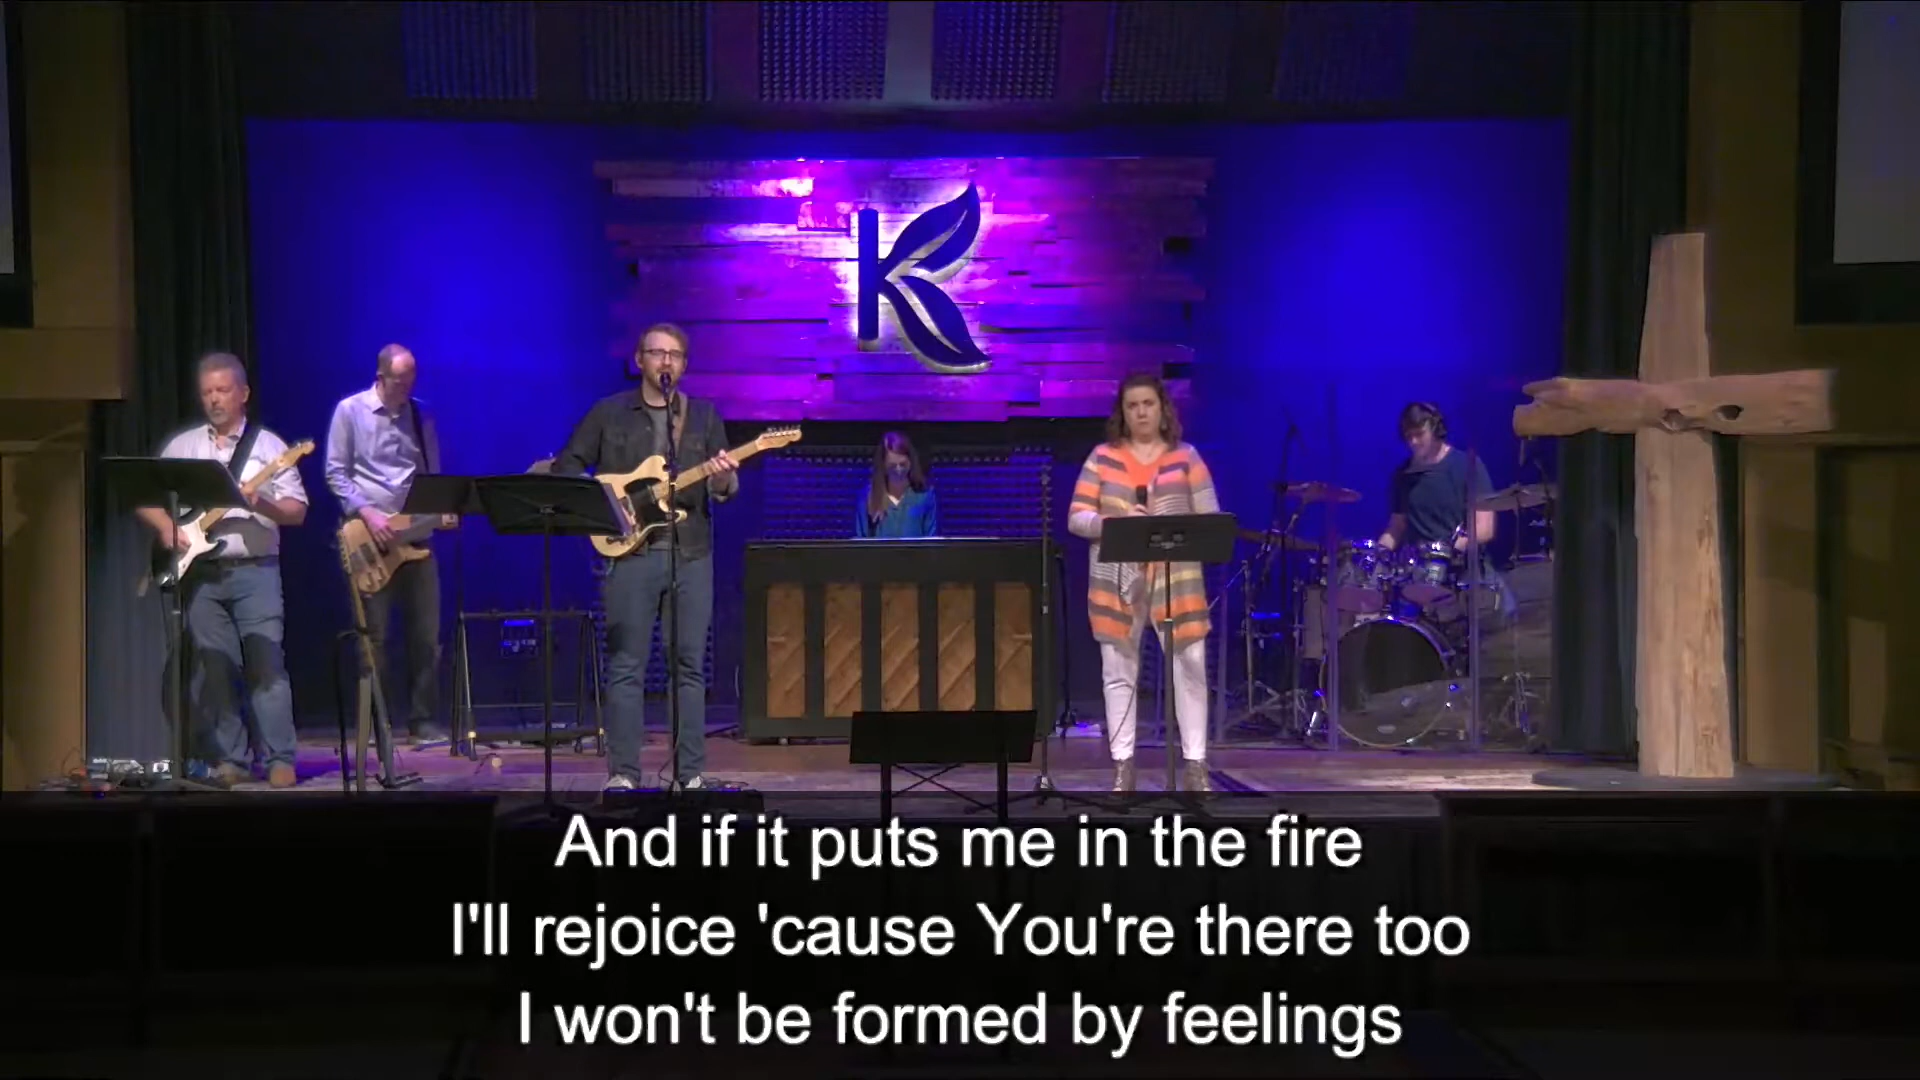 K
And if it puts me in the fire
I'll rejoice 'cause You're there too
I won't be formed by feelings